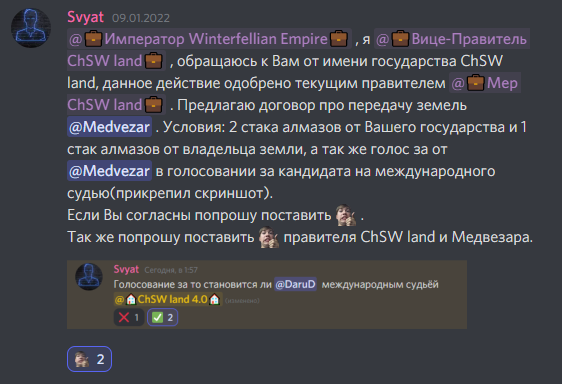 Svyat 09.01.2022
@💼Император Winterfellian Empire💼 , я @💼Вице-Правитель
ChSW land💼 , обращаюсь к Вам от имени государства ChSW
land, данное действие одобрено текущим правителем @💼Мер
ChSW land💼 . Предлагаю договор про передачу земель
@Medvezar . Условия: 2 стака алмазов от Вашего государства и 1
стак алмазов от владельца земли, а так же голос за от
@Medvezar в голосовании за кандидата на международного
судью(прикрепил скриншот).
Если Вы согласны попрошу поставить .
Так же попрошу поставить правителя ChSW land и Медвезара.
Svyat Сегодня, в 1:57
Голосование за то становится ли @DaruD международным судьёй
@🏠ChSW land 4.0🏠 (изменено)
❌ 1 ✅ 2
2